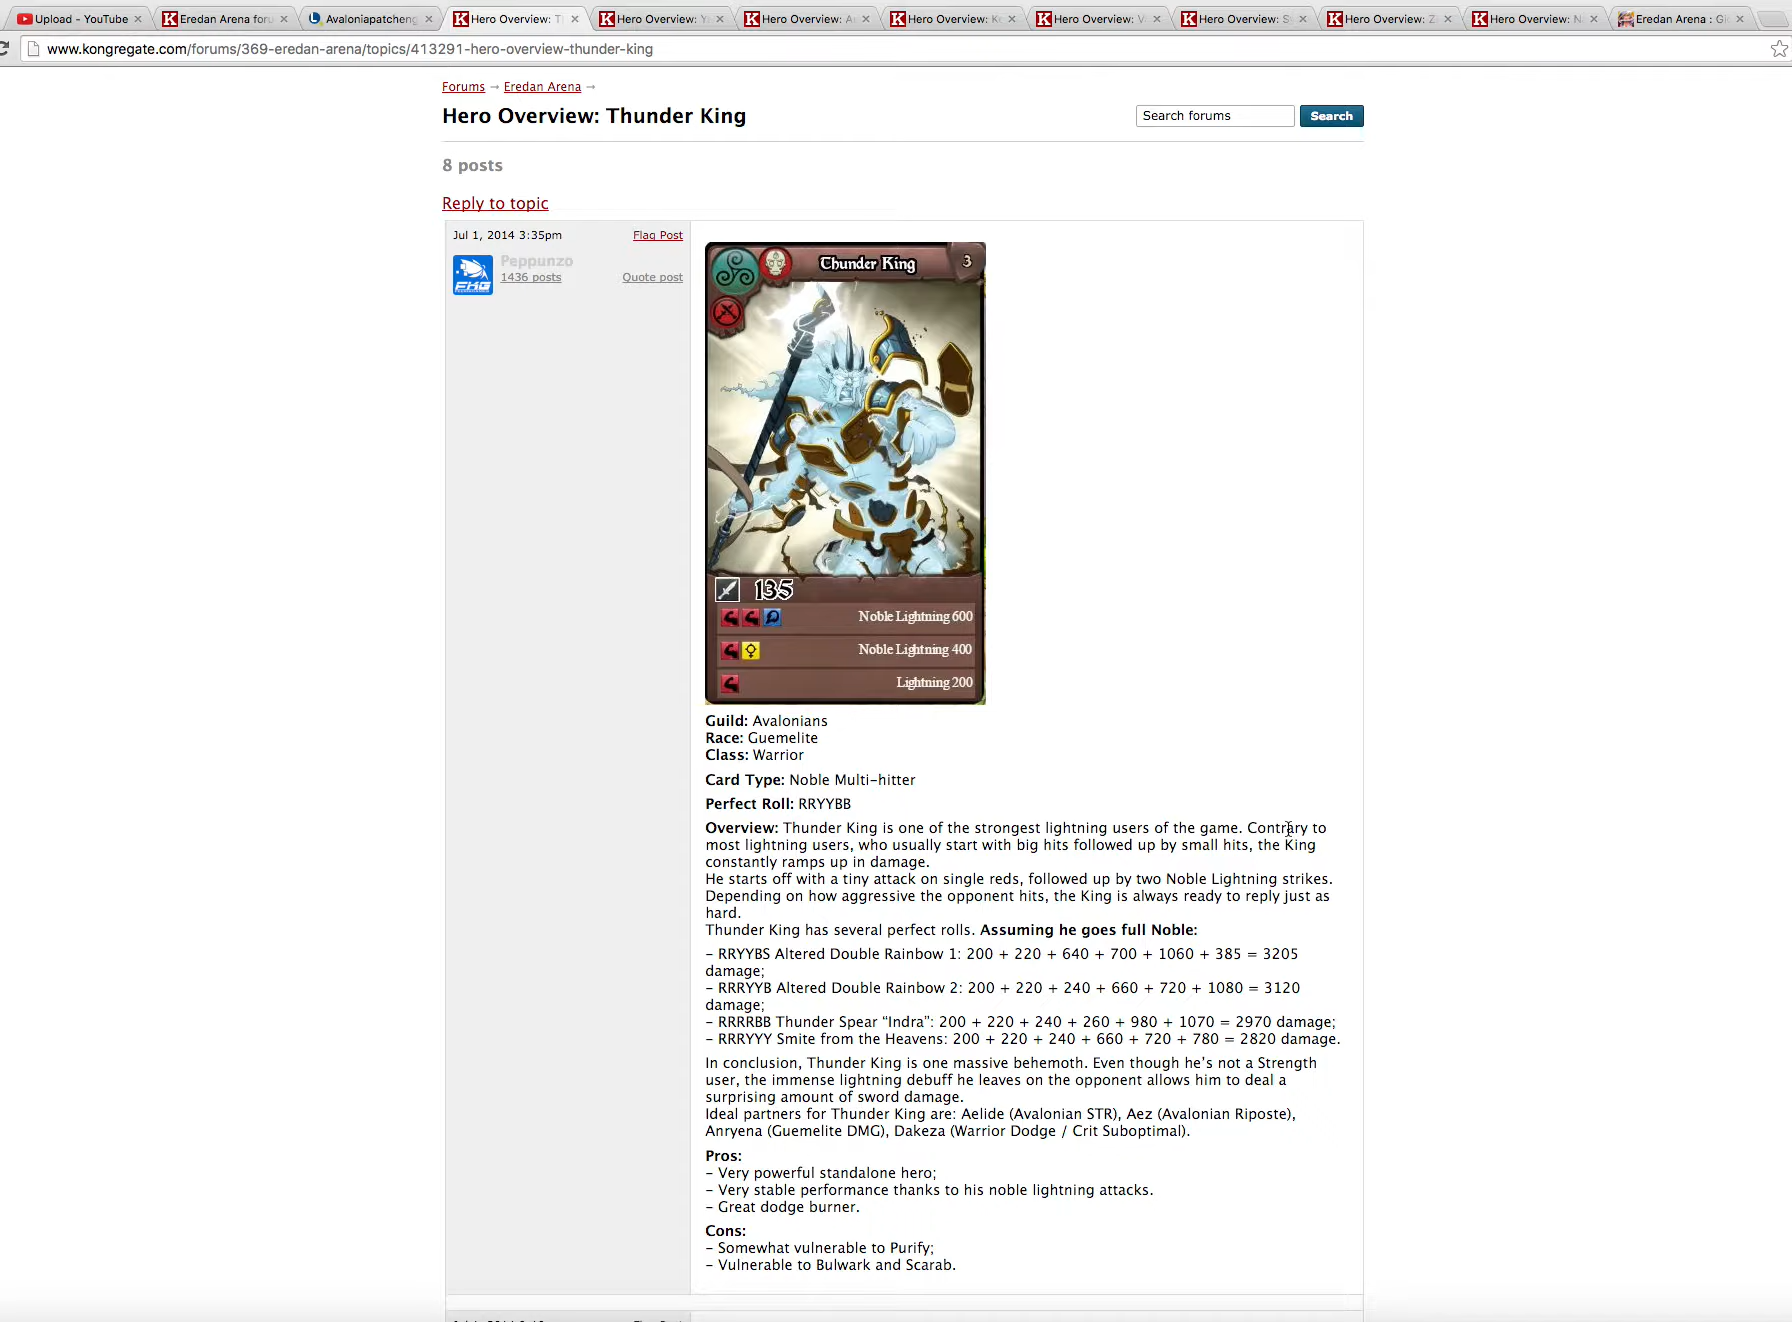 Upload - YouTube
Eredan Arena foru
Avaloniapatcheng
Hero Overview: T
Hero Overview: Y
Hero Overview: A
Hero Overview: K
Hero Overview: V
Hero Overview: S
Hero Overview: Z
Hero Overview: N
Eredan Arena : Gl
www.kongregate.com/forums/369-eredan-arena/topics/413291-hero-overview-thunder-king
Forums → Eredan Arena →
Hero Overview: Thunder King
Search forums
Search
8 posts
Reply to topic
Jul 1, 2014 3:35pm
Flag Post
Peppunzo
1436 posts
Quote post
FKG
Thunder King
3
135
Noble Lightning 600
Noble Lightning 400
Lightning 200
Guild: Avalonians
Race: Guemelite
Class: Warrior
Card Type: Noble Multi-hitter
Perfect Roll: RRYYBB
Overview: Thunder King is one of the strongest lightning users of the game. Contrary to
most lightning users, who usually start with big hits followed up by small hits, the King
constantly ramps up in damage.
He starts off with a tiny attack on single reds, followed up by two Noble Lightning strikes.
Depending on how aggressive the opponent hits, the King is always ready to reply just as
hard.
Thunder King has several perfect rolls. Assuming he goes full Noble:
- RRYYBS Altered Double Rainbow 1: 200 + 220 + 640 + 700 + 1060 + 385 = 3205
damage;
- RRRYYB Altered Double Rainbow 2: 200 + 220 + 240 + 660 + 720 + 1080 = 3120
damage;
- RRRRBB Thunder Spear “Indra”: 200 + 220 + 240 + 260 + 980 + 1070 = 2970 damage;
- RRRYYY Smite from the Heavens: 200 + 220 + 240 + 660 + 720 + 780 = 2820 damage.
In conclusion, Thunder King is one massive behemoth. Even though he’s not a Strength
user, the immense lightning debuff he leaves on the opponent allows him to deal a
surprising amount of sword damage.
Ideal partners for Thunder King are: Aelide (Avalonian STR), Aez (Avalonian Riposte),
Anryena (Guemelite DMG), Dakeza (Warrior Dodge / Crit Suboptimal).
Pros:
- Very powerful standalone hero;
- Very stable performance thanks to his noble lightning attacks.
- Great dodge burner.
Cons:
- Somewhat vulnerable to Purify;
- Vulnerable to Bulwark and Scarab.